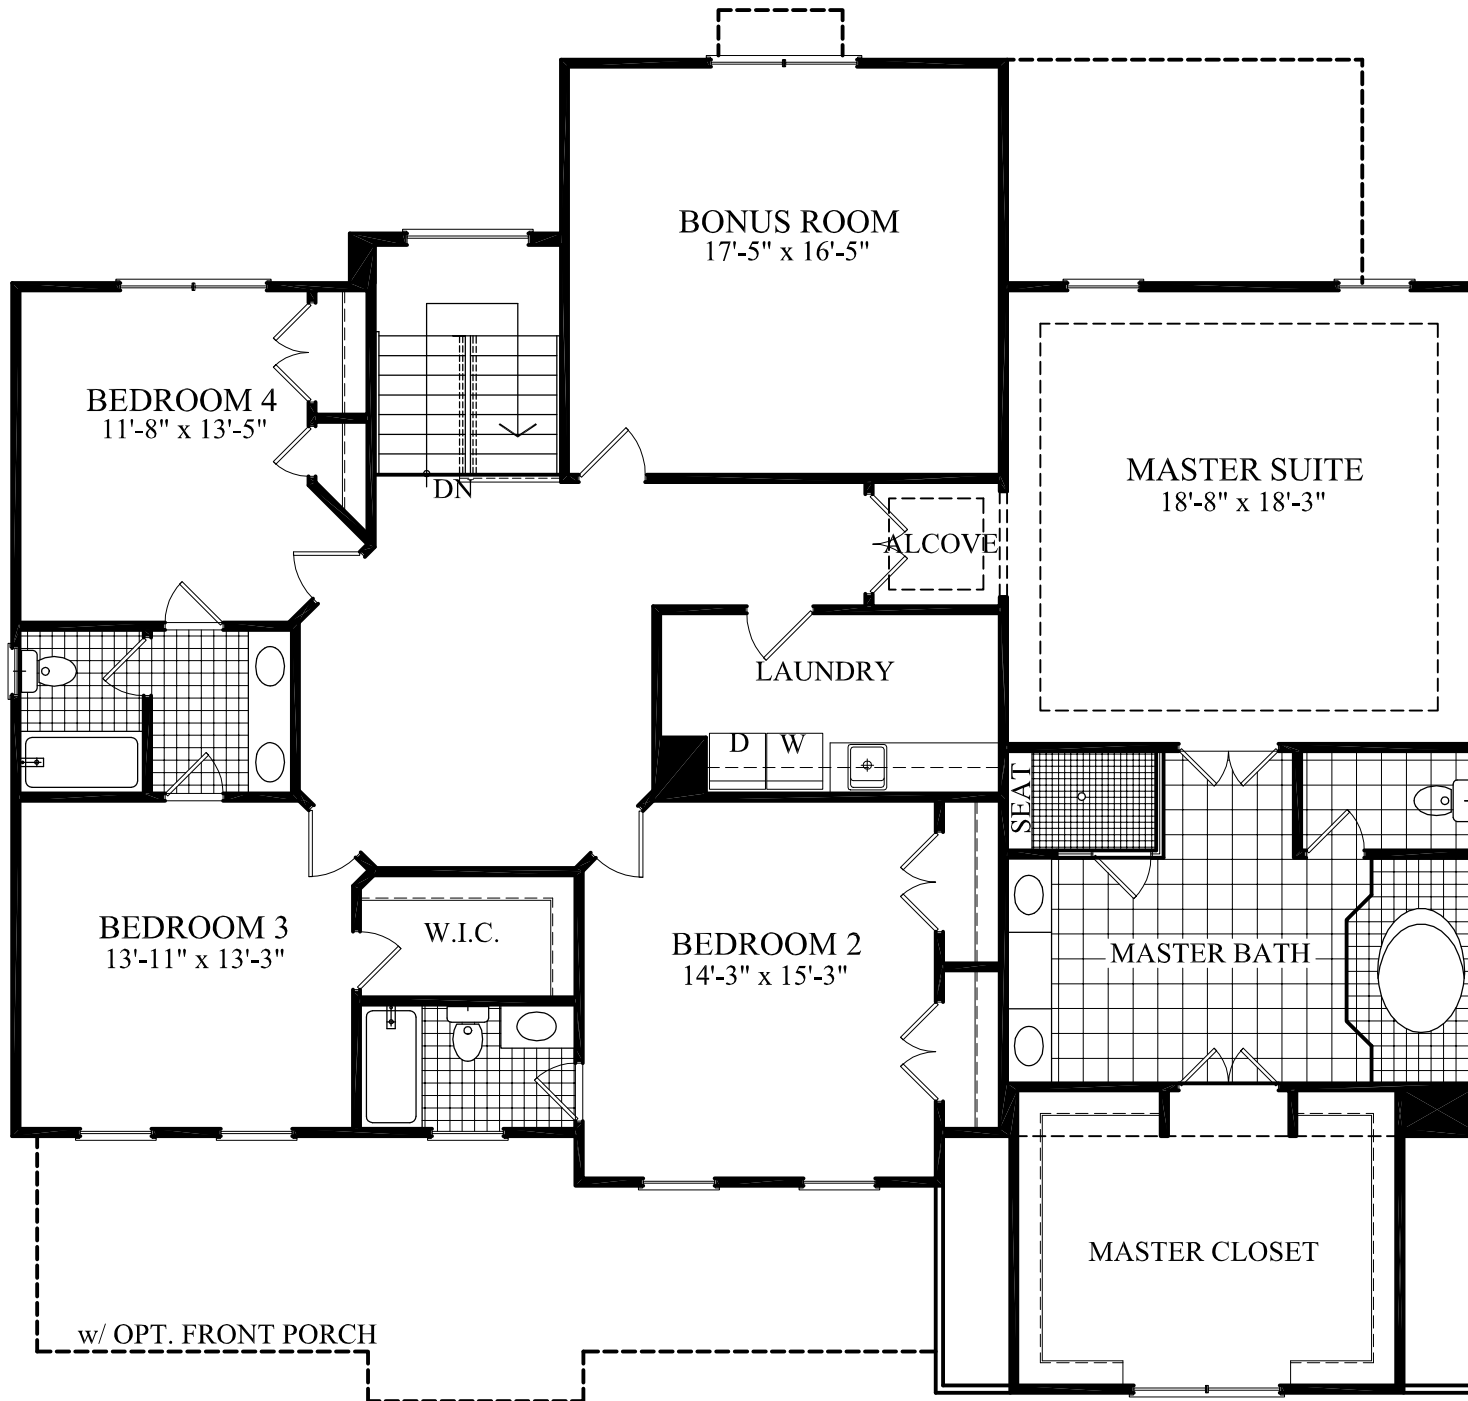 BONUS ROOM
17'-5" x 16'-5"
BEDROOM 4
11'-8" x 13'-5"
MASTER SUITE
18'-8" x 18'-3"
DN
ALCOVE
LAUNDRY
D
W
SEAT
BEDROOM 3
13'-11" x 13'-3"
W.I.C.
BEDROOM 2
14'-3" x 15'-3"
MASTER BATH
MASTER CLOSET
w/ OPT. FRONT PORCH